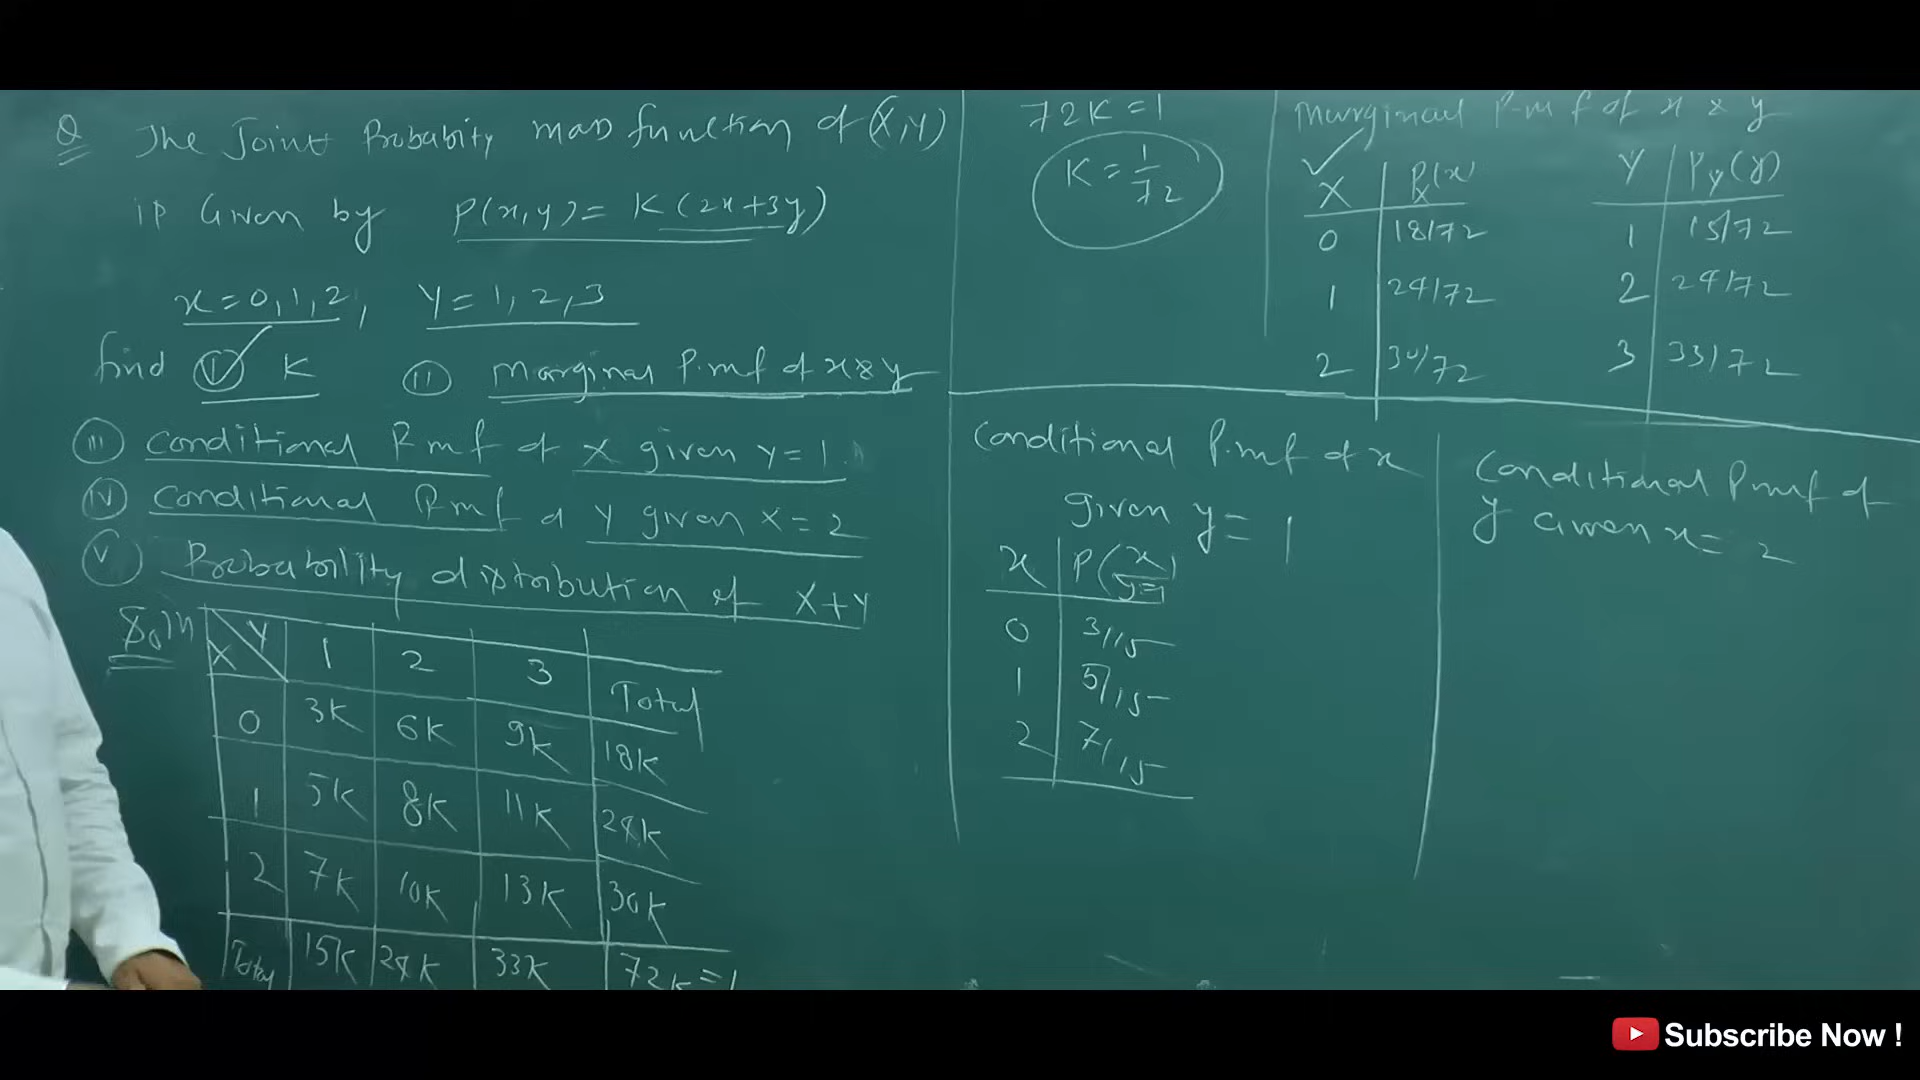 Q The Joint Probability mass function of (X,Y)
is Given by P(x,y) = K(2x+3y)
x=0,1,2, Y=1,2,3
find (i) K (ii) Marginal P.m.f of x & y
(iii) Conditional P.m.f of X given Y=1.
(iv) Conditional P.m.f of Y given X=2
(v) Probability distribution of X+Y
Soln
X Y 1 2 3 Total
0 3K 6K 9K 18K
1 5K 8K 11K 24K
2 7K 10K 13K 30K
Total 15K 24K 33K 72K=1
72K=1
K=1/72
Marginal P.m.f of x & y
X Px(x)
0 18/72
1 24/72
2 30/72
Y Py(y)
1 15/72
2 24/72
3 33/72
Conditional P.m.f of x
given y=1
x P(x/y=1)
0 3/15
1 5/15
2 7/15
Conditional P.m.f of
y Given x=2
Subscribe Now !